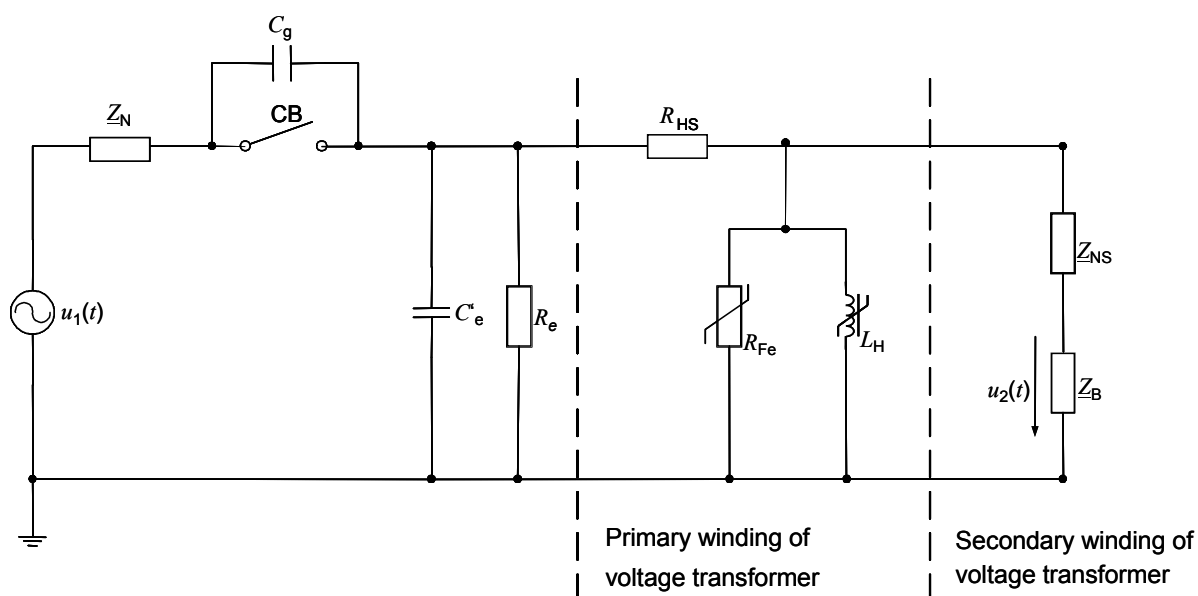 C_g
Z_N
CB
R_HS
u_1(t)
C'_e
R_e
R_Fe
L_H
Z_NS
u_2(t)
Z_B
Primary winding of
voltage transformer
Secondary winding of
voltage transformer